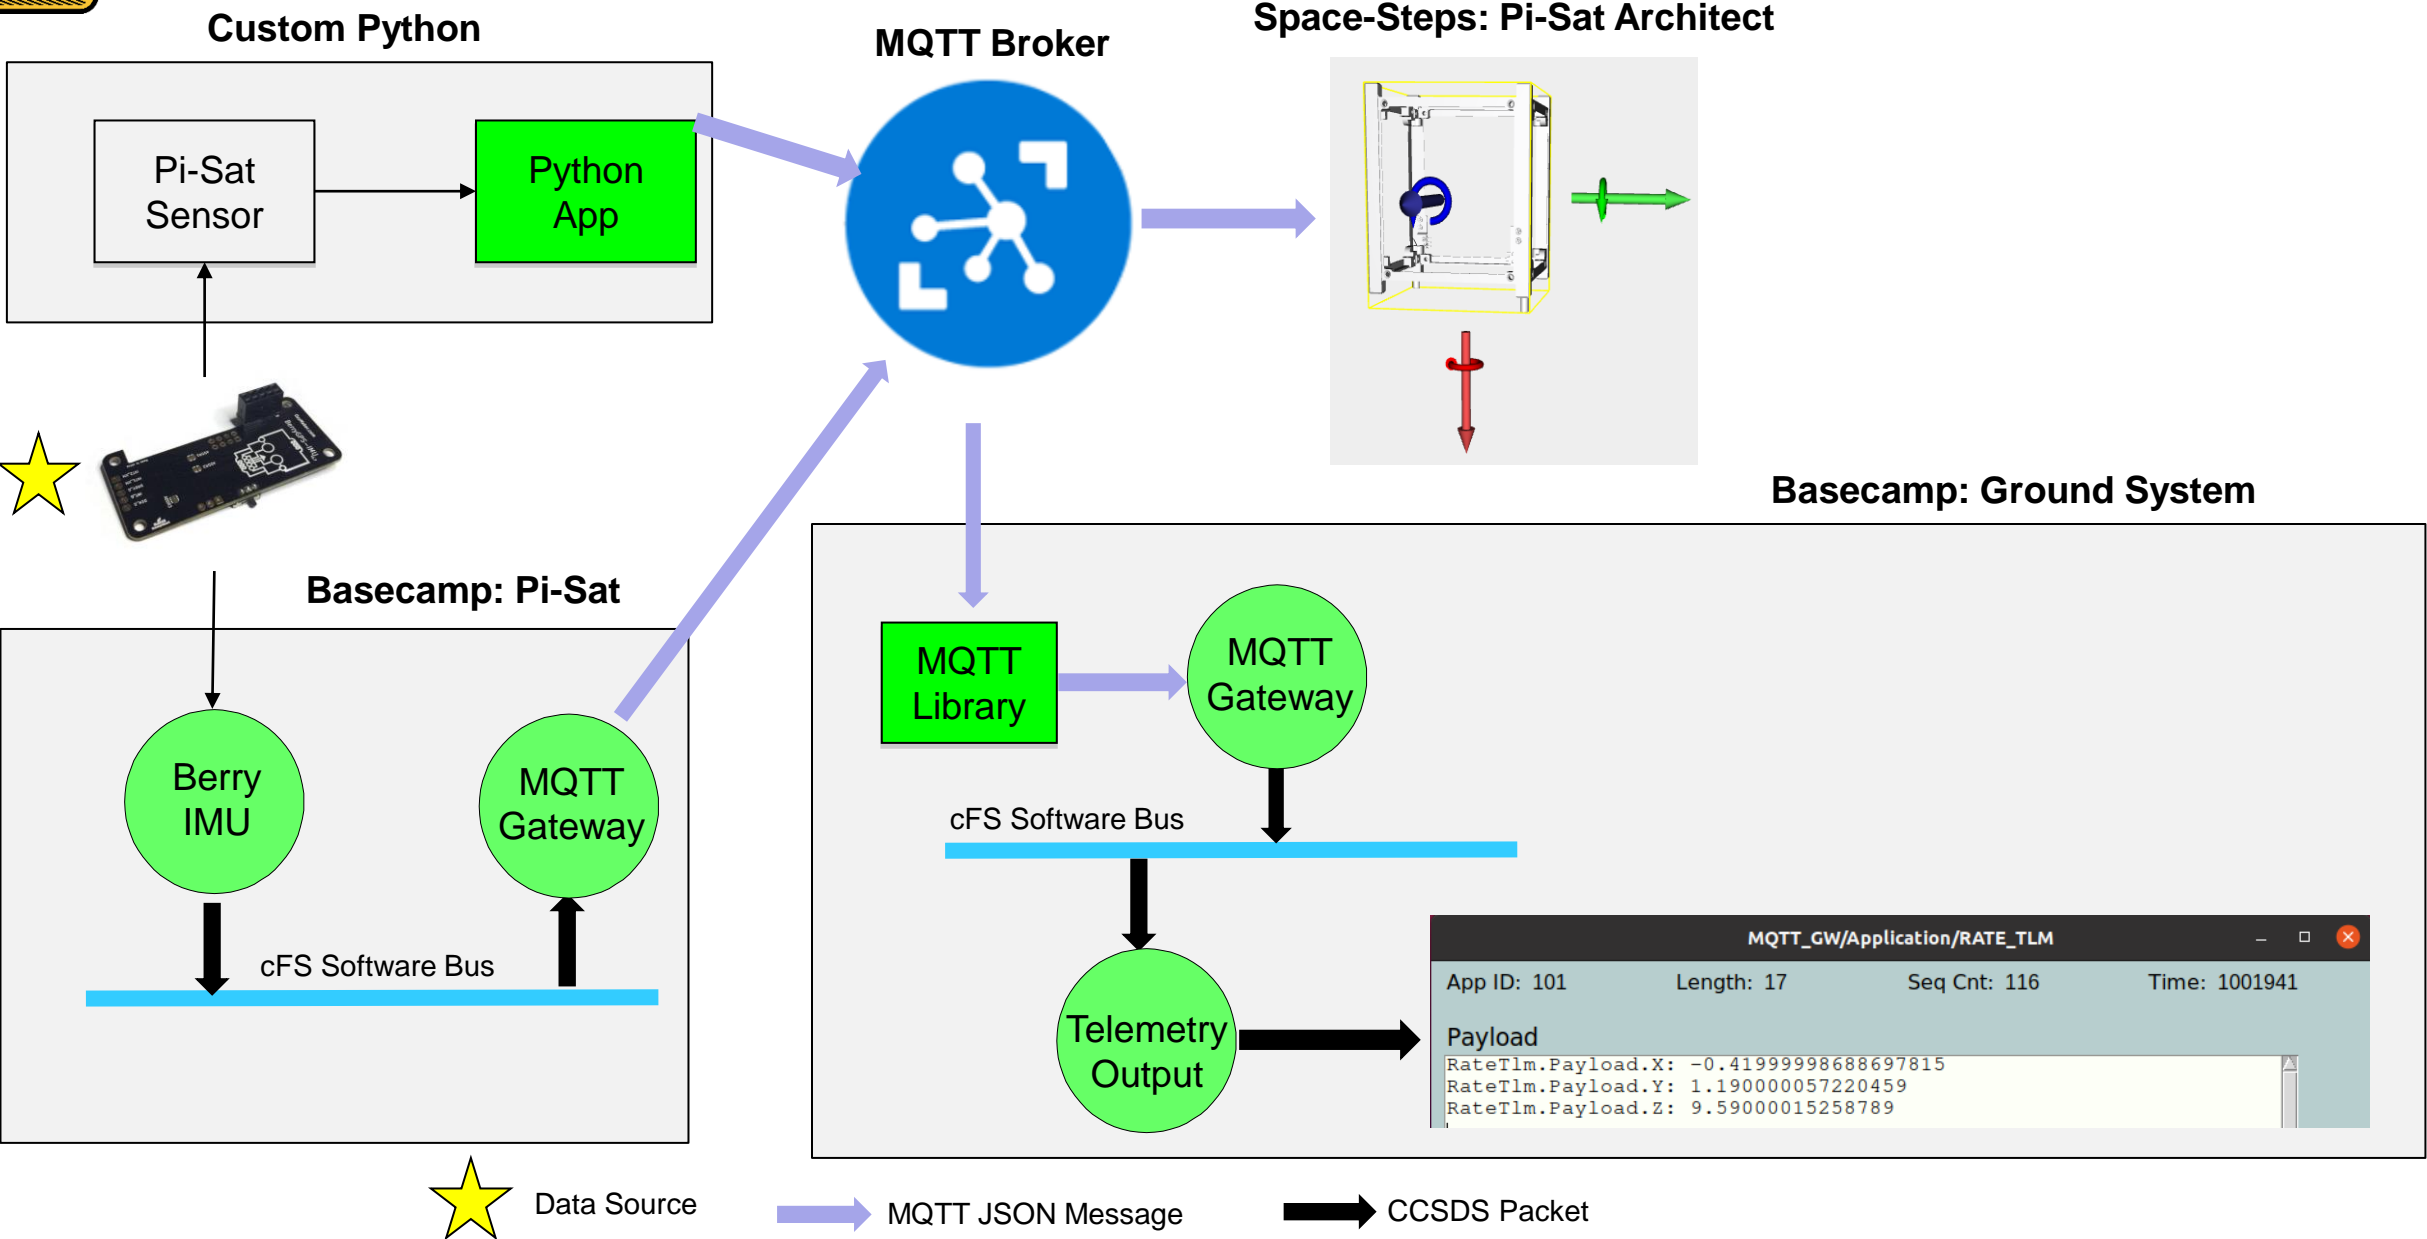 Custom Python
MQTT Broker
Space-Steps: Pi-Sat Architect
Pi-Sat
Sensor
Python
App
Basecamp: Ground System
Basecamp: Pi-Sat
MQTT
Library
MQTT
Gateway
Berry
IMU
MQTT
Gateway
cFS Software Bus
cFS Software Bus
Telemetry
Output
MQTT_GW/Application/RATE_TLM
App ID: 101
Length: 17
Seq Cnt: 116
Time: 1001941
Payload
RateTlm.Payload.X: -0.41999998688697815
RateTlm.Payload.Y: 1.190000057220459
RateTlm.Payload.Z: 9.59000015258789
Data Source
MQTT JSON Message
CCSDS Packet